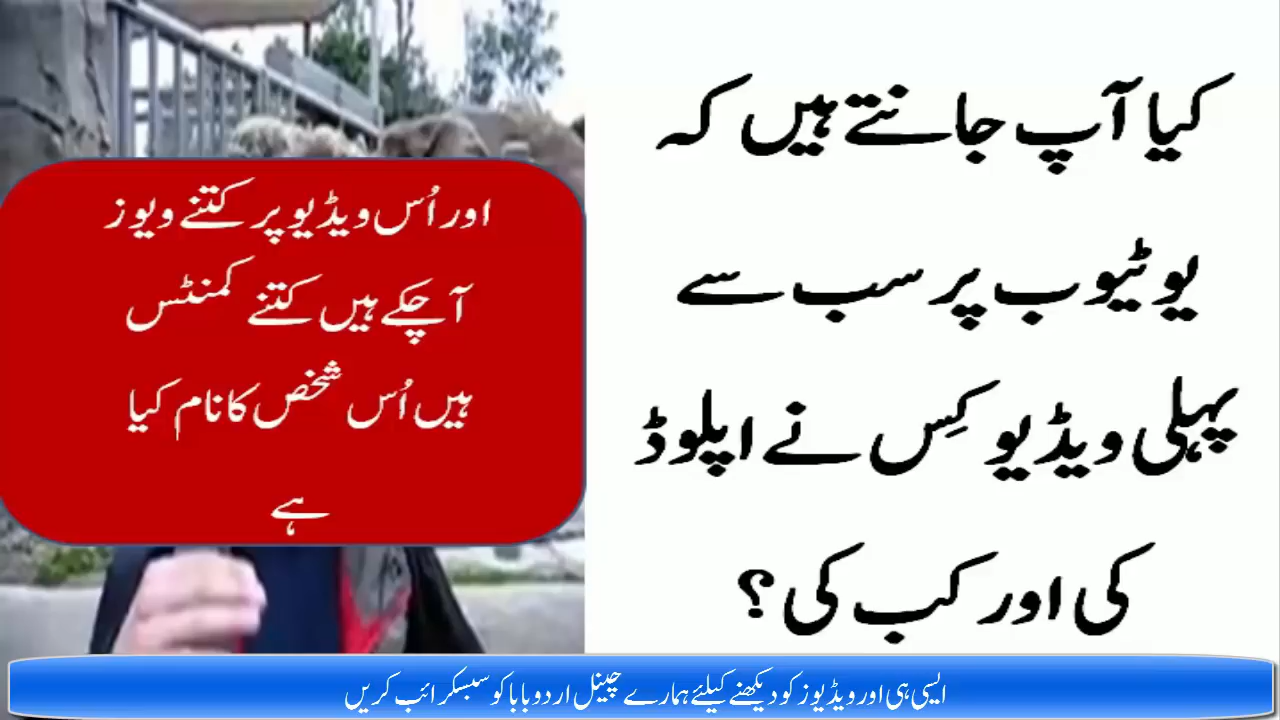 کیا آپ جانتے ہیں کہ
یوٹیوب پر سب سے
پہلی ویڈیو کِس نے اپلوڈ
کی اور کب کی؟
اور اُس ویڈیو پر کتنے ویوز
آ چکے ہیں کتنے کمنٹس
ہیں اُس شخص کا نام کیا
ہے
ایسی ہی اور ویڈیوز کو دیکھنے کیلئے ہمارے چینل اردو بابا کو سبسکرائب کریں